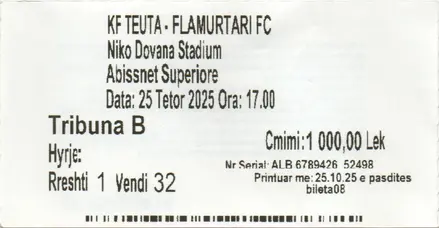 KF TEUTA - FLAMURTARI FC
Niko Dovana Stadium
Abissnet Superiore
Data: 25 Tetor 2025 Ora: 17.00
Tribuna B
Cmimi:1 000,00 Lek
Hyrje:
Nr Serial: ALB 6789426 52498
Rreshti 1 Vendi 32
Printuar me: 25.10.25 e pasdites
bileta08